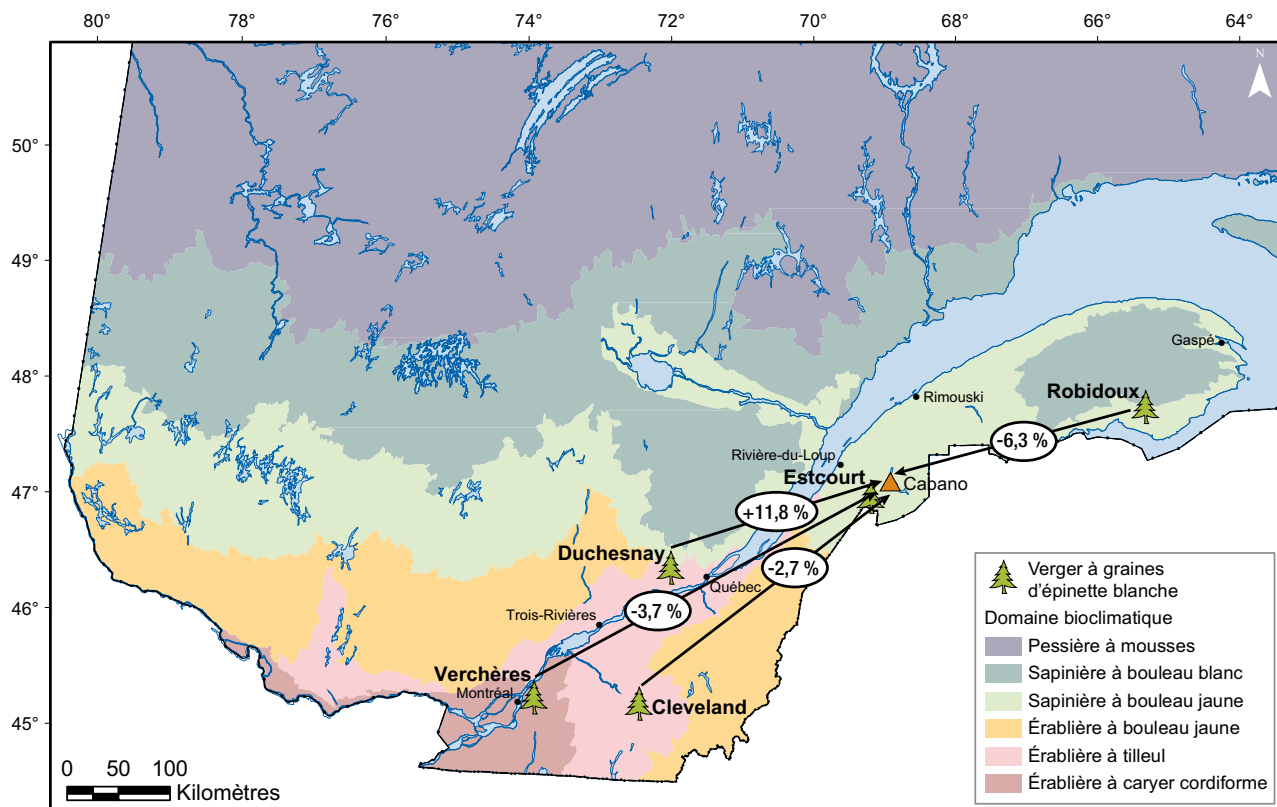 80° 78° 76° 74° 72° 70° 68° 66° 64°
N
50°
49°
48°
47°
46°
45°
Gaspé
Robidoux
Rimouski
-6,3 %
Rivière-du-Loup
Estcourt
Cabano
+11,8 %
Duchesnay
-2,7 %
Québec
-3,7 %
Trois-Rivières
Verchères
Montréal
Cleveland
0 50 100
Kilomètres
Verger à graines
d'épinette blanche
Domaine bioclimatique
Pessière à mousses
Sapinière à bouleau blanc
Sapinière à bouleau jaune
Érablière à bouleau jaune
Érablière à tilleul
Érablière à caryer cordiforme